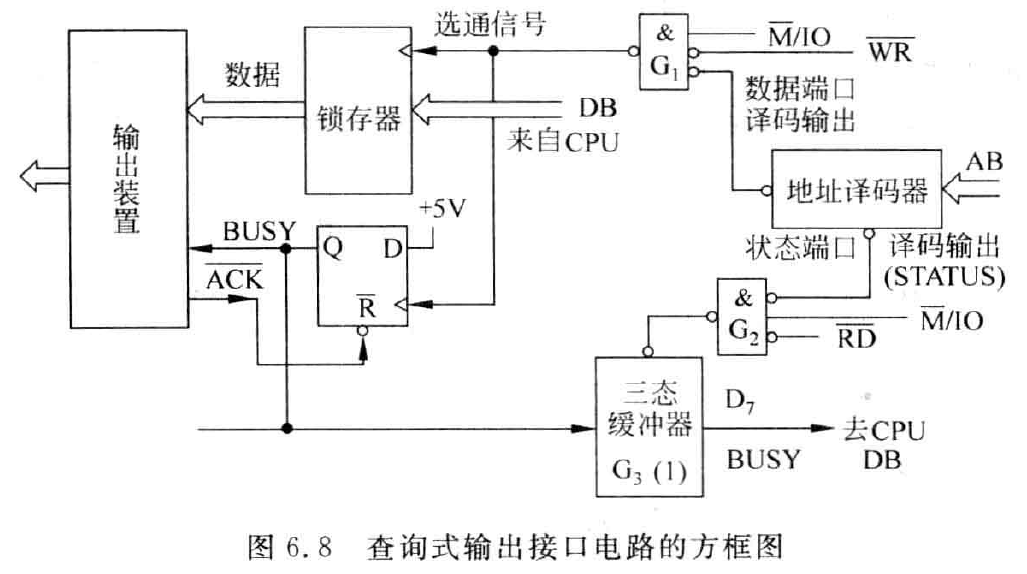 选通信号
&
G₁
M̅/IO
W̅R̅
数据
锁存器
DB
来自CPU
数据端口
译码输出
输出装置
AB
地址译码器
+5V
BUSY
Q
D
状态端口
译码输出
(STATUS)
A̅C̅K̅
R̅
&
G₂
M̅/IO
R̅D̅
三态
缓冲器
G₃ (1)
D₇
BUSY
去CPU
DB
图 6.8 查询式输出接口电路的方框图